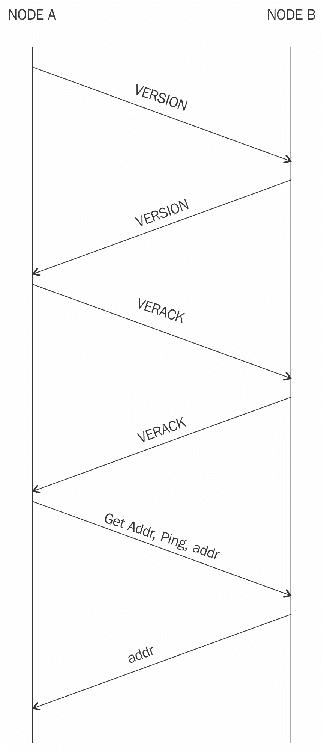 NODE A
NODE B
VERSION
VERSION
VERACK
VERACK
Get Addr, Ping, addr
addr